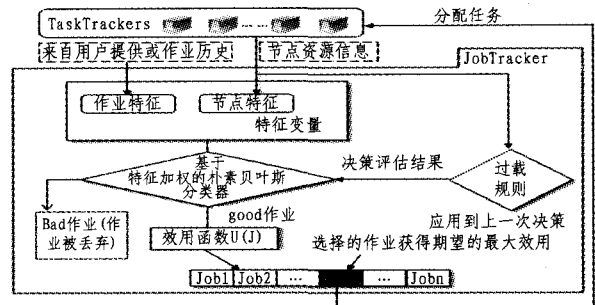 TaskTrackers ... ...
分配任务
来自用户提供或作业历史
节点资源信息
JobTracker
作业特征
节点特征
特征变量
基于
特征加权的朴素贝叶斯
分类器
决策评估结果
过载
规则
Bad作业(作
业被丢弃)
good作业
效用函数U(J)
应用到上一次决策
选择的作业获得期望的最大效用
Job1 Job2 ... ... Jobn